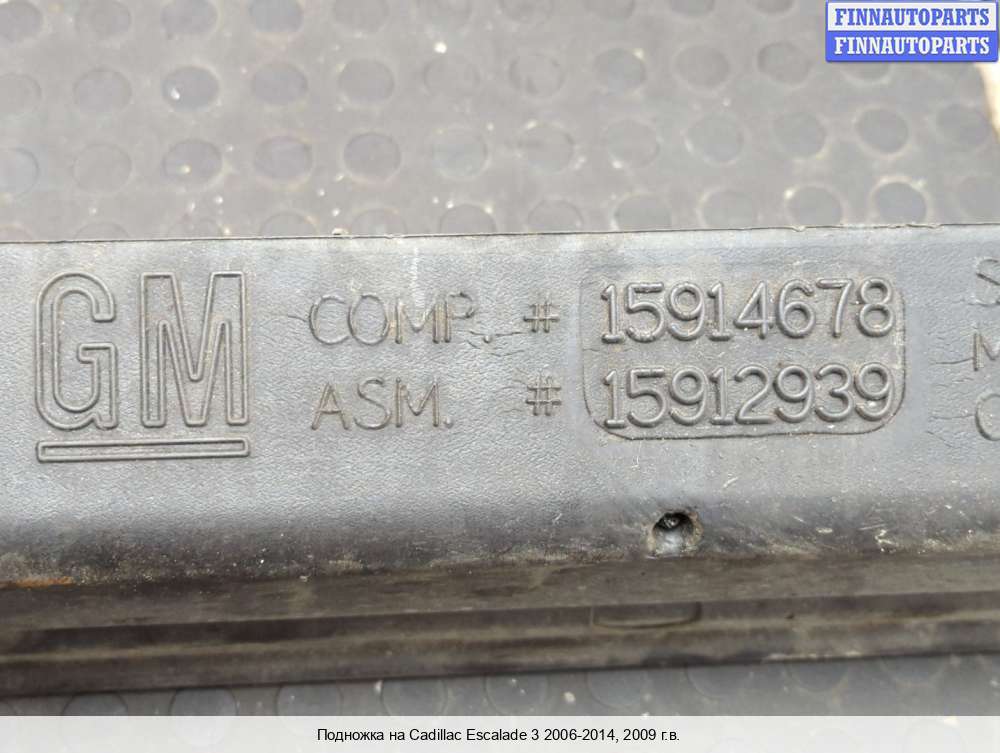 FINNAUTOPARTS
FINNAUTOPARTS
GM COMP. # 15914678
ASM. # 15912939
Подножка на Cadillac Escalade 3 2006-2014, 2009 г.в.